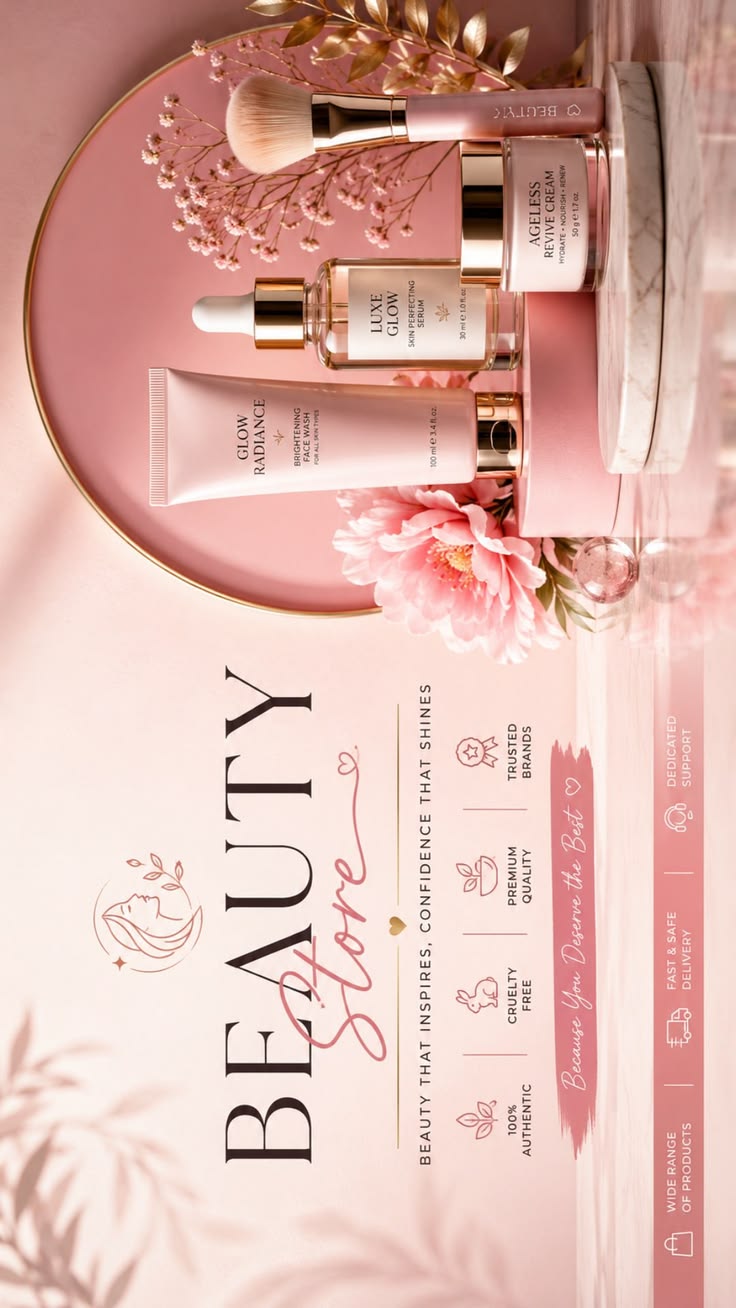 BEAUTY
Store
BEAUTY THAT INSPIRES, CONFIDENCE THAT SHINES
100%
AUTHENTIC
CRUELTY
FREE
PREMIUM
QUALITY
TRUSTED
BRANDS
Because You Deserve the Best
WIDE RANGE
OF PRODUCTS
FAST & SAFE
DELIVERY
DEDICATED
SUPPORT
GLOW
RADIANCE
BRIGHTENING
FACE WASH
FOR ALL SKIN TYPES
100 ml ℮ 3.4 fl.oz.
LUXE
GLOW
SKIN PERFECTING
SERUM
30 ml ℮ 1.0 fl.oz
AGELESS
REVIVE CREAM
HYDRATE • NOURISH • RENEW
50 g ℮ 1.7 oz.